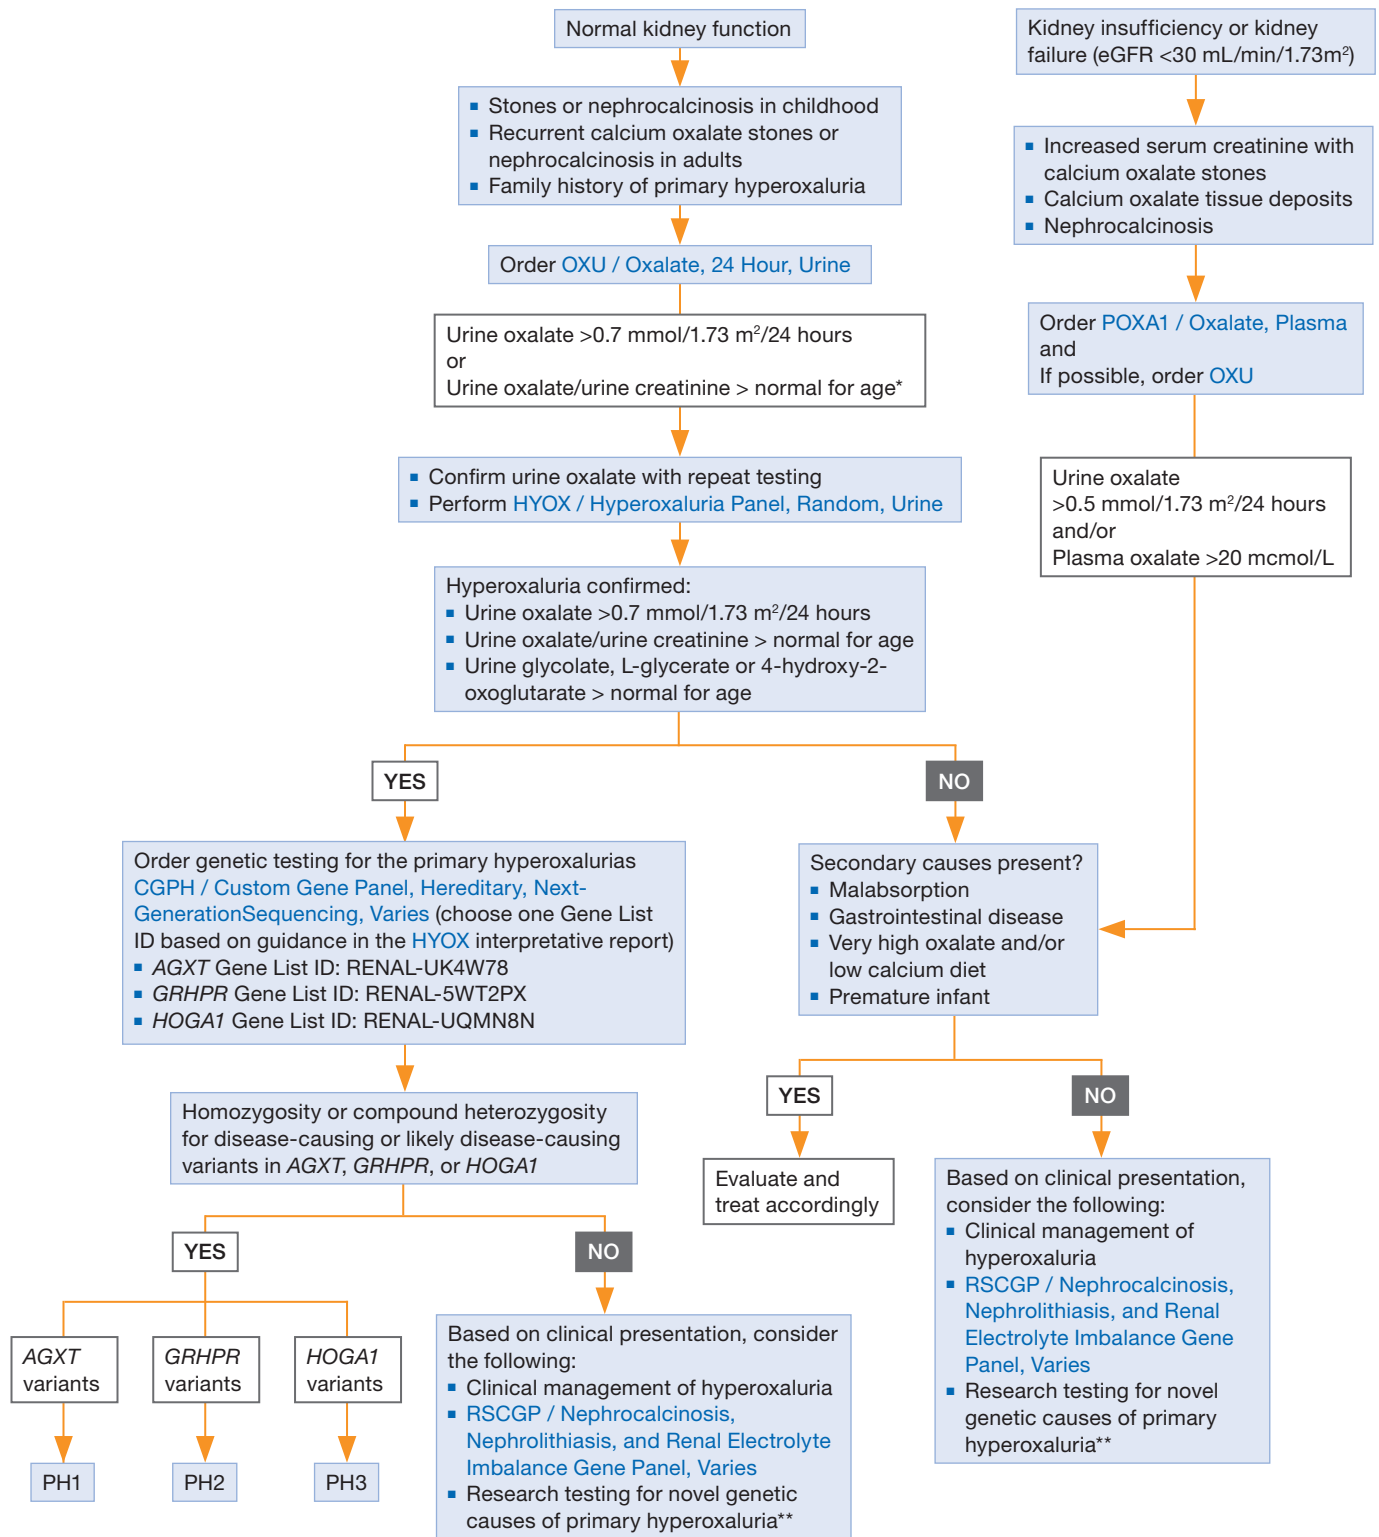 Normal kidney function
Kidney insufficiency or kidney
failure (eGFR <30 mL/min/1.73m²)
▪ Stones or nephrocalcinosis in childhood
▪ Recurrent calcium oxalate stones or
nephrocalcinosis in adults
▪ Family history of primary hyperoxaluria
▪ Increased serum creatinine with
calcium oxalate stones
▪ Calcium oxalate tissue deposits
▪ Nephrocalcinosis
Order OXU / Oxalate, 24 Hour, Urine
Order POXA1 / Oxalate, Plasma
and
If possible, order OXU
Urine oxalate >0.7 mmol/1.73 m²/24 hours
or
Urine oxalate/urine creatinine > normal for age*
▪ Confirm urine oxalate with repeat testing
▪ Perform HYOX / Hyperoxaluria Panel, Random, Urine
Urine oxalate
>0.5 mmol/1.73 m²/24 hours
and/or
Plasma oxalate >20 mcmol/L
Hyperoxaluria confirmed:
▪ Urine oxalate >0.7 mmol/1.73 m²/24 hours
▪ Urine oxalate/urine creatinine > normal for age
▪ Urine glycolate, L-glycerate or 4-hydroxy-2-
oxoglutarate > normal for age
YES
NO
Order genetic testing for the primary hyperoxalurias
CGPH / Custom Gene Panel, Hereditary, Next-
GenerationSequencing, Varies (choose one Gene List
ID based on guidance in the HYOX interpretative report)
▪ AGXT Gene List ID: RENAL-UK4W78
▪ GRHPR Gene List ID: RENAL-5WT2PX
▪ HOGA1 Gene List ID: RENAL-UQMN8N
Secondary causes present?
▪ Malabsorption
▪ Gastrointestinal disease
▪ Very high oxalate and/or
low calcium diet
▪ Premature infant
YES
NO
Homozygosity or compound heterozygosity
for disease-causing or likely disease-causing
variants in AGXT, GRHPR, or HOGA1
Evaluate and
treat accordingly
Based on clinical presentation,
consider the following:
▪ Clinical management of
hyperoxaluria
▪ RSCGP / Nephrocalcinosis,
Nephrolithiasis, and Renal
Electrolyte Imbalance Gene
Panel, Varies
▪ Research testing for novel
genetic causes of primary
hyperoxaluria**
YES
NO
AGXT
variants
GRHPR
variants
HOGA1
variants
PH1
PH2
PH3
Based on clinical presentation, consider
the following:
▪ Clinical management of hyperoxaluria
▪ RSCGP / Nephrocalcinosis,
Nephrolithiasis, and Renal Electrolyte
Imbalance Gene Panel, Varies
▪ Research testing for novel genetic
causes of primary hyperoxaluria**